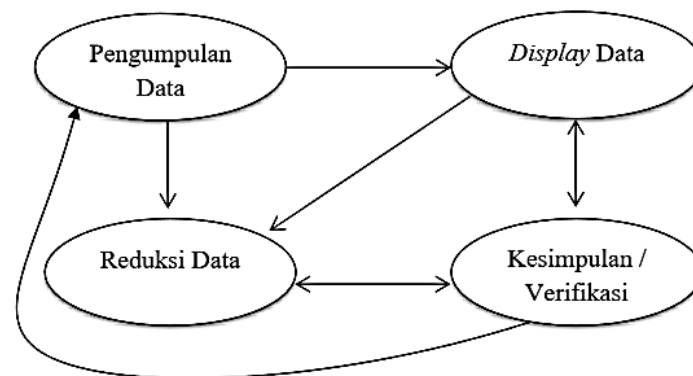 Pengumpulan
Data
Display Data
Reduksi Data
Kesimpulan /
Verifikasi